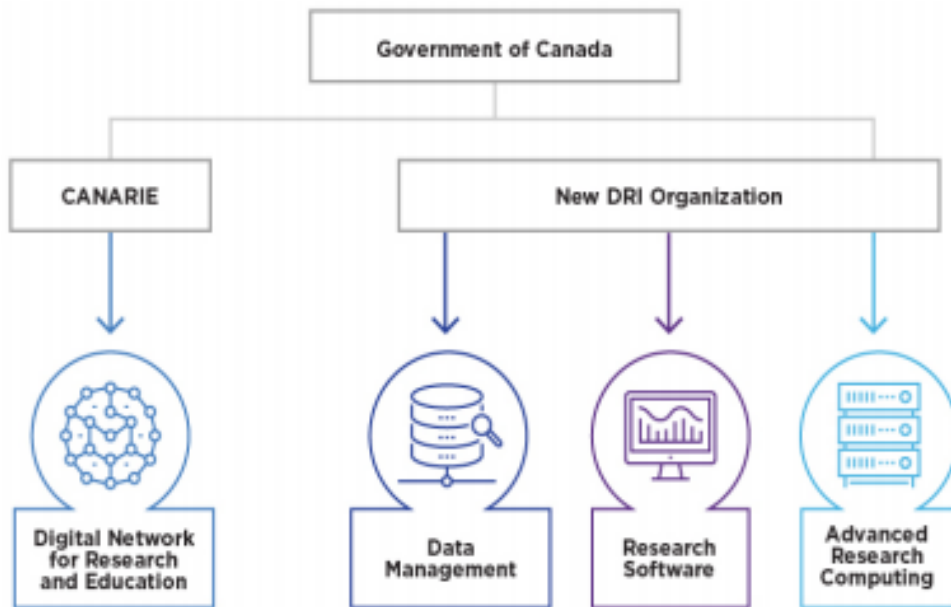 Government of Canada
CANARIE
New DRI Organization
Digital Network
for Research
and Education
Data
Management
Research
Software
Advanced
Research
Computing